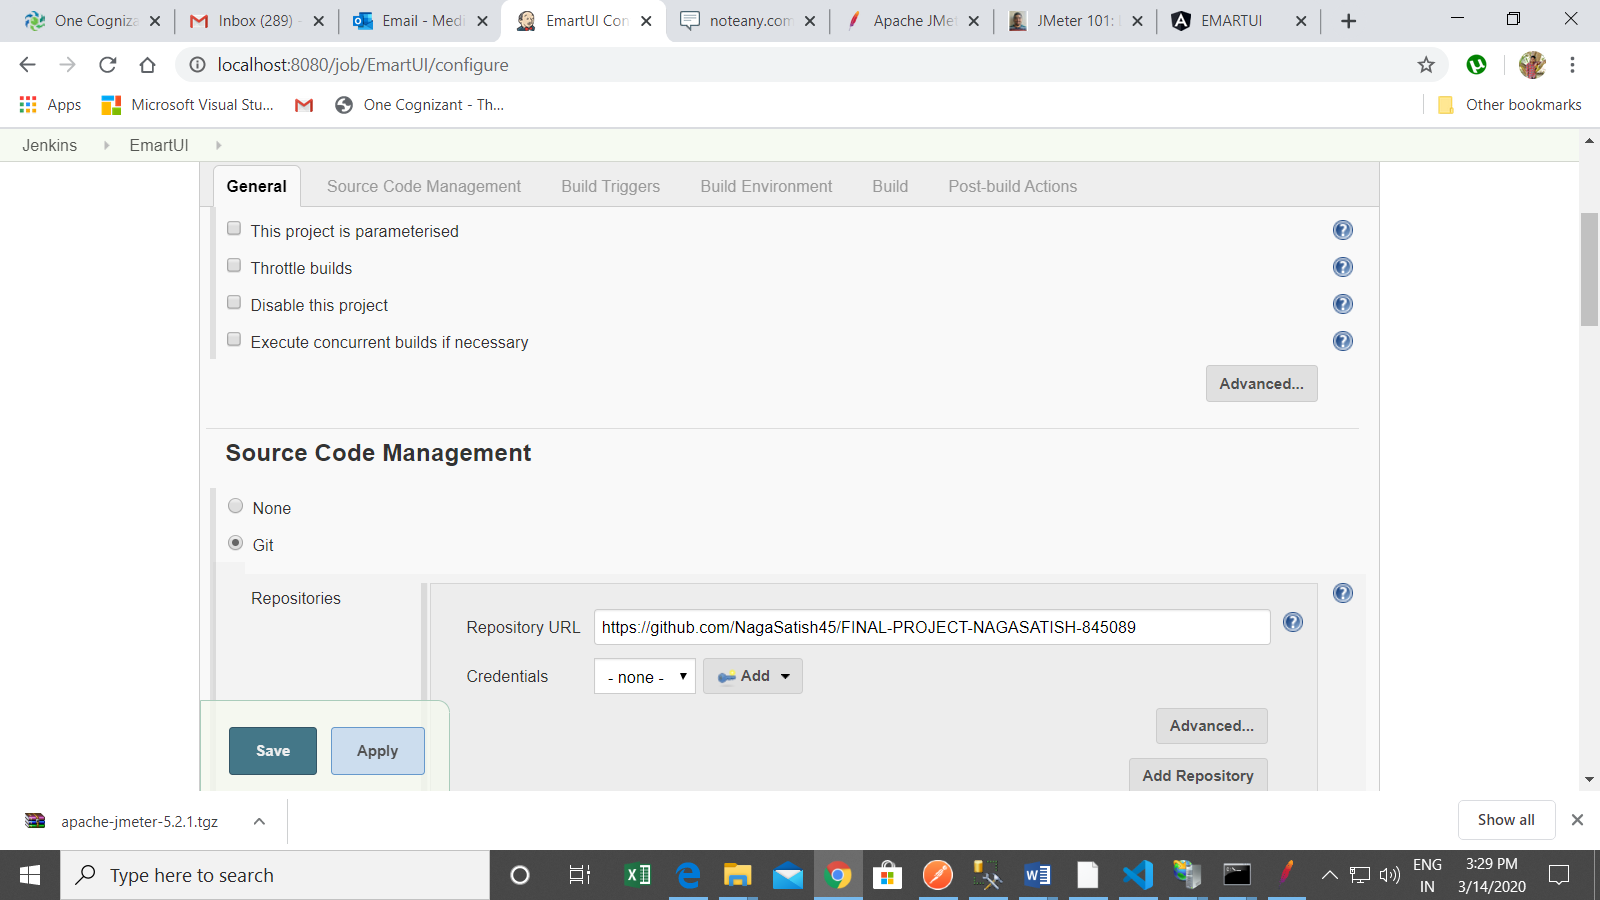 One Cogniza
Inbox (289) -
Email - Medi
EmartUI Con
noteany.com
Apache JMet
JMeter 101:
EMARTUI
localhost:8080/job/EmartUI/configure
Apps
Microsoft Visual Stu...
One Cognizant - Th...
Other bookmarks
Jenkins
EmartUI
General
Source Code Management
Build Triggers
Build Environment
Build
Post-build Actions
This project is parameterised
Throttle builds
Disable this project
Execute concurrent builds if necessary
Advanced...
Source Code Management
None
Git
Repositories
Repository URL
https://github.com/NagaSatish45/FINAL-PROJECT-NAGASATISH-845089
Credentials
- none -
Add
Advanced...
Save
Apply
Add Repository
apache-jmeter-5.2.1.tgz
Show all
Type here to search
ENG
IN
3:29 PM
3/14/2020